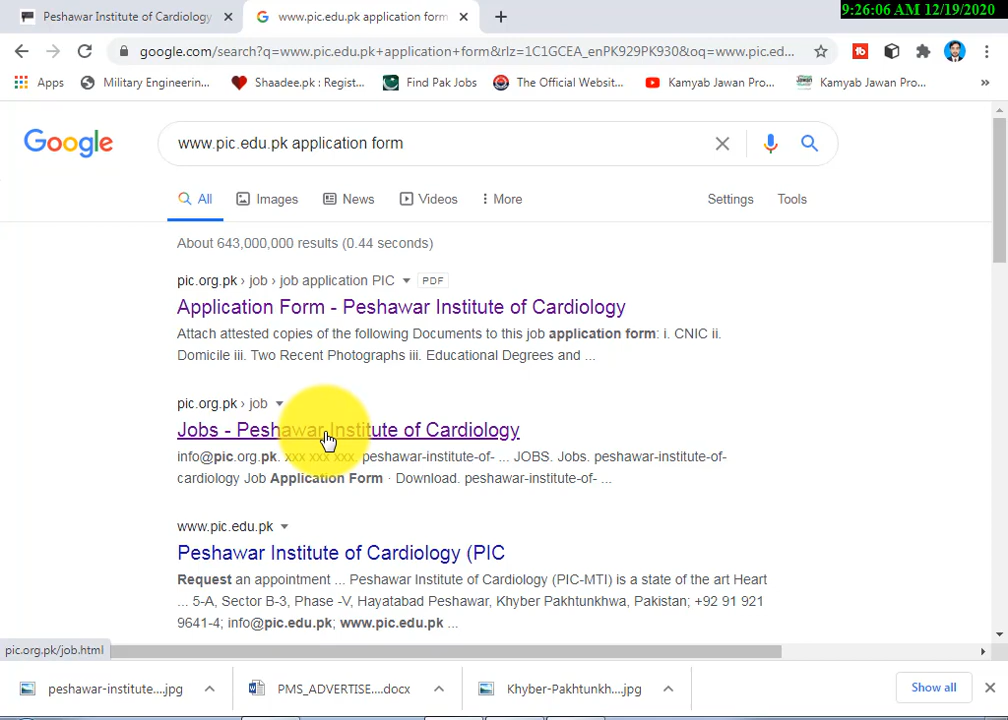 9:26:06 AM 12/19/2020
Peshawar Institute of Cardiology
www.pic.edu.pk application form
google.com/search?q=www.pic.edu.pk+application+form&rlz=1C1GCEA_enPK929PK930&oq=www.pic.ed...
Apps
Military Engineerin...
Shaadee.pk : Regist...
Find Pak Jobs
The Official Websit...
Kamyab Jawan Pro...
Kamyab Jawan Pro...
»
Google
www.pic.edu.pk application form
All
Images
News
Videos
More
Settings
Tools
About 643,000,000 results (0.44 seconds)
pic.org.pk › job › job application PIC
PDF
Application Form - Peshawar Institute of Cardiology
Attach attested copies of the following Documents to this job application form: i. CNIC ii.
Domicile iii. Two Recent Photographs iii. Educational Degrees and ...
pic.org.pk › job
Jobs - Peshawar Institute of Cardiology
info@pic.org.pk. xxx xxx xxx. peshawar-institute-of- ... JOBS. Jobs. peshawar-institute-of-
cardiology Job Application Form · Download. peshawar-institute-of- ...
www.pic.edu.pk
Peshawar Institute of Cardiology (PIC
Request an appointment ... Peshawar Institute of Cardiology (PIC-MTI) is a state of the art Heart
... 5-A, Sector B-3, Phase -V, Hayatabad Peshawar, Khyber Pakhtunkhwa, Pakistan; +92 91 921
9641-4; info@pic.edu.pk; www.pic.edu.pk ...
pic.org.pk/job.html
peshawar-institute....jpg
PMS_ADVERTISE....docx
Khyber-Pakhtunkh....jpg
Show all